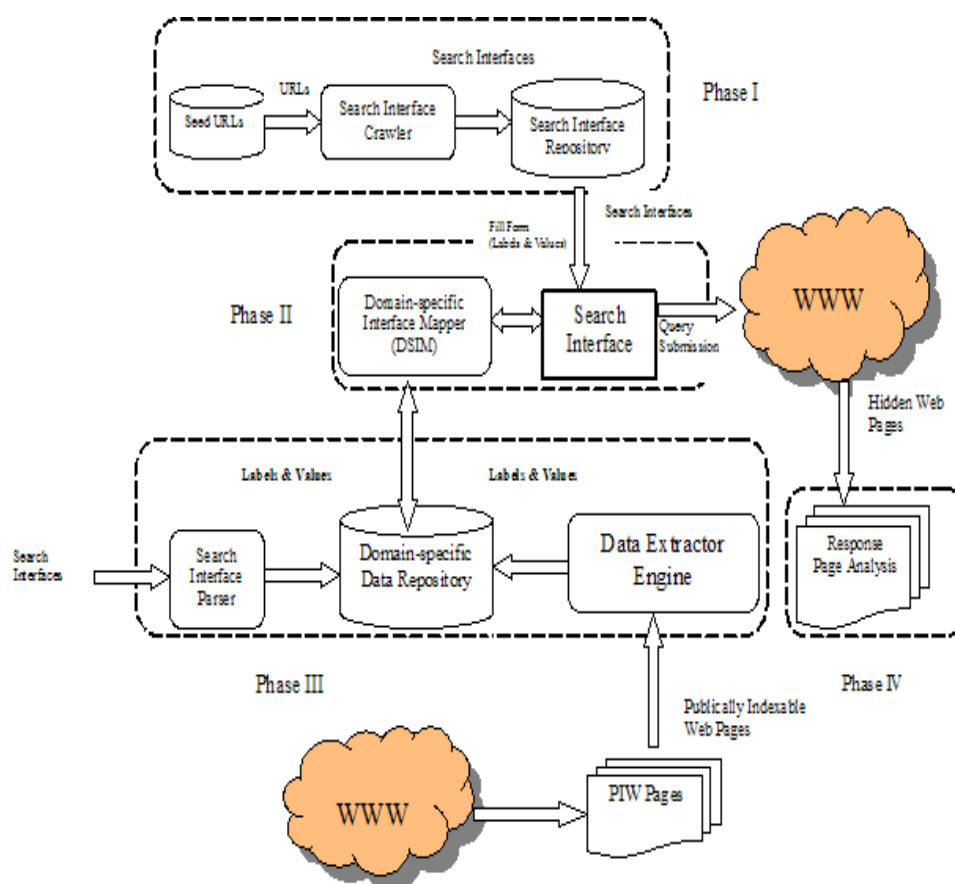 Search Interfaces
URLs
Phase I
Seed URLs
Search Interface
Crawler
Search Interface
Repository
Search Interfaces
Fill Form
(Labels & Values)
WWW
Phase II
Domain-specific
Interface Mapper
(DSIM)
Search
Interface
Query
Submission
Hidden Web
Pages
Labels & Values
Labels & Values
Search
Interfaces
Search
Interface
Parser
Domain-specific
Data Repository
Data Extractor
Engine
Response
Page Analysis
Phase III
Phase IV
Publically Indexable
Web Pages
WWW
PIW Pages